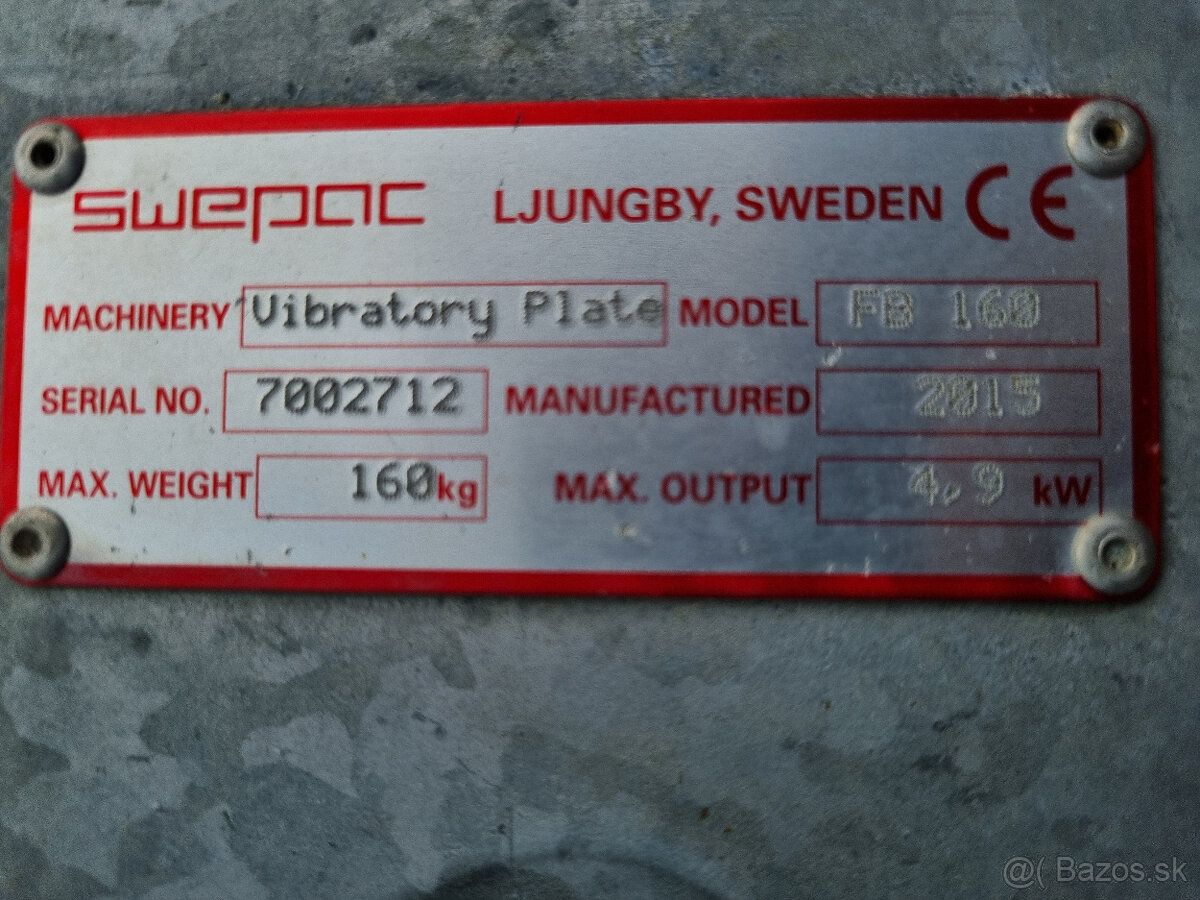 swepac LJUNGBY, SWEDEN CE
MACHINERY Vibratory Plate MODEL FB 160
SERIAL NO. 7002712 MANUFACTURED 2015
MAX. WEIGHT 160kg MAX. OUTPUT 4,9 kW
@( Bazos.sk